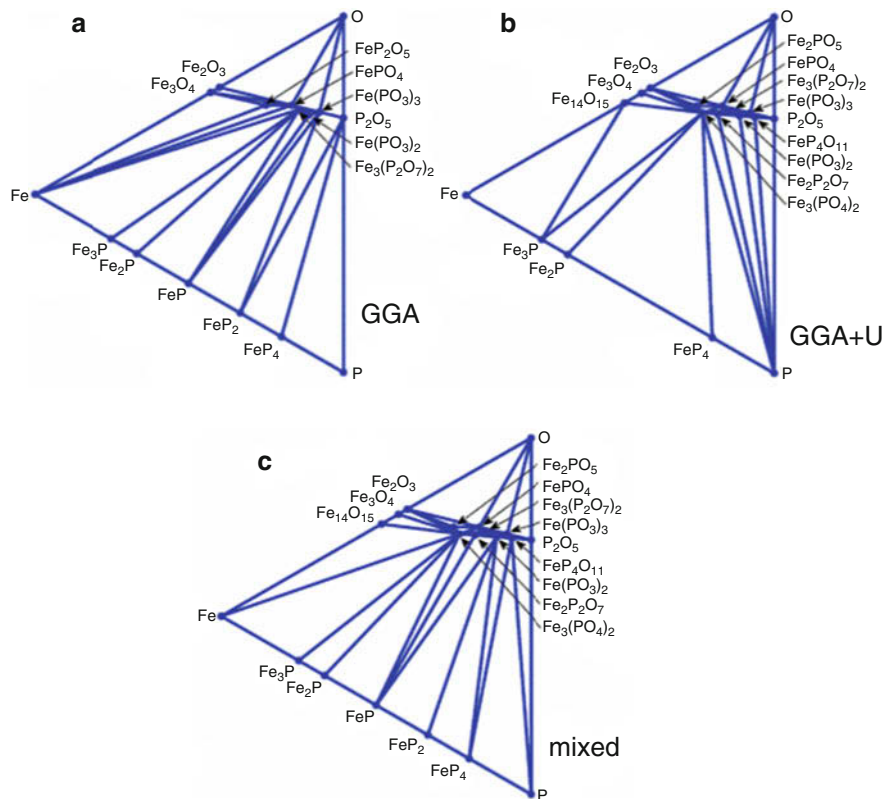 a
O
FeP₂O₅
FePO₄
Fe(PO₃)₃
P₂O₅
Fe(PO₃)₂
Fe₃(P₂O₇)₂
Fe₂O₃
Fe₃O₄
Fe
Fe₃P
Fe₂P
FeP
FeP₂
FeP₄
P
GGA
b
O
Fe₂PO₅
FePO₄
Fe₃(P₂O₇)₂
Fe(PO₃)₃
P₂O₅
FeP₄O₁₁
Fe(PO₃)₂
Fe₂P₂O₇
Fe₃(PO₄)₂
Fe₂O₃
Fe₃O₄
Fe₁₄O₁₅
Fe
Fe₃P
Fe₂P
FeP₄
P
GGA+U
c
O
Fe₂PO₅
FePO₄
Fe₃(P₂O₇)₂
Fe(PO₃)₃
P₂O₅
FeP₄O₁₁
Fe(PO₃)₂
Fe₂P₂O₇
Fe₃(PO₄)₂
Fe₂O₃
Fe₃O₄
Fe₁₄O₁₅
Fe
Fe₃P
Fe₂P
FeP
FeP₂
FeP₄
P
mixed